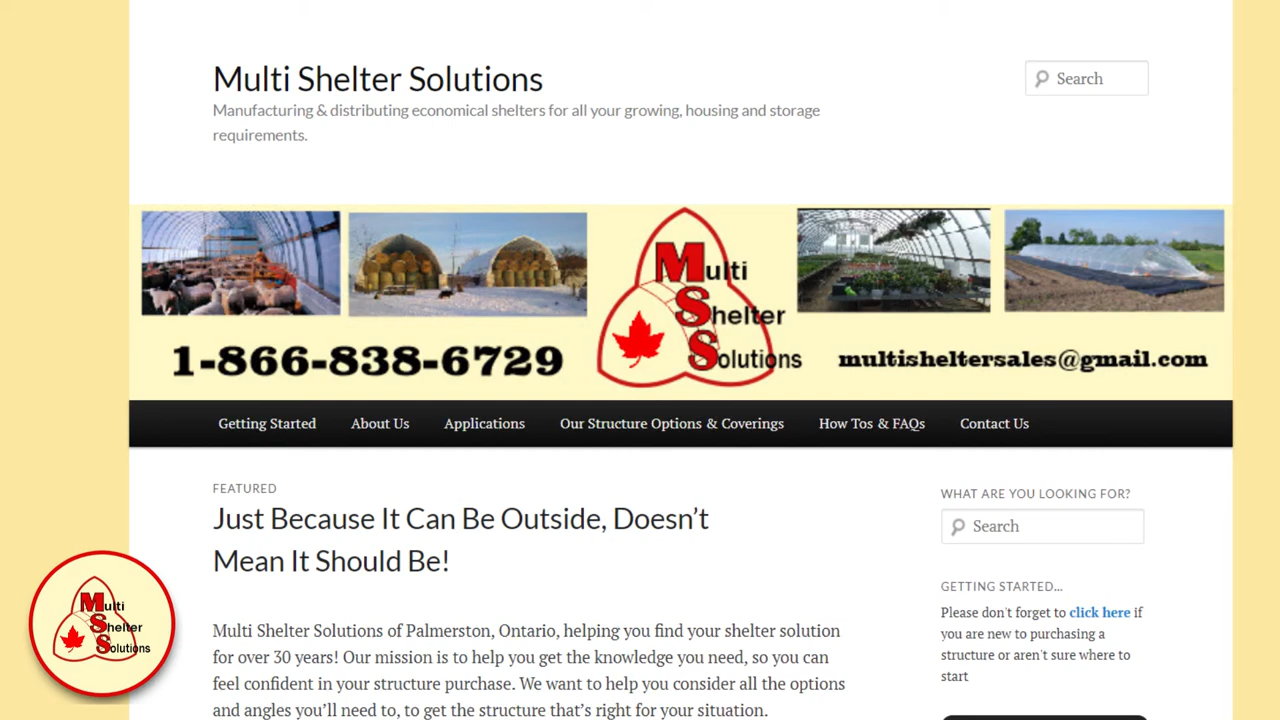 Multi Shelter Solutions
Search
Manufacturing & distributing economical shelters for all your growing, housing and storage
requirements.
Multi
Shelter
Solutions
1-866-838-6729
multisheltersales@gmail.com
Getting Started
About Us
Applications
Our Structure Options & Coverings
How Tos & FAQs
Contact Us
FEATURED
Just Because It Can Be Outside, Doesn’t
Mean It Should Be!
Multi Shelter Solutions of Palmerston, Ontario, helping you find your shelter solution
for over 30 years! Our mission is to help you get the knowledge you need, so you can
feel confident in your structure purchase. We want to help you consider all the options
and angles you’ll need to, to get the structure that’s right for your situation.
WHAT ARE YOU LOOKING FOR?
Search
GETTING STARTED...
Please don't forget to click here if
you are new to purchasing a
structure or aren't sure where to
start
Multi
Shelter
Solutions